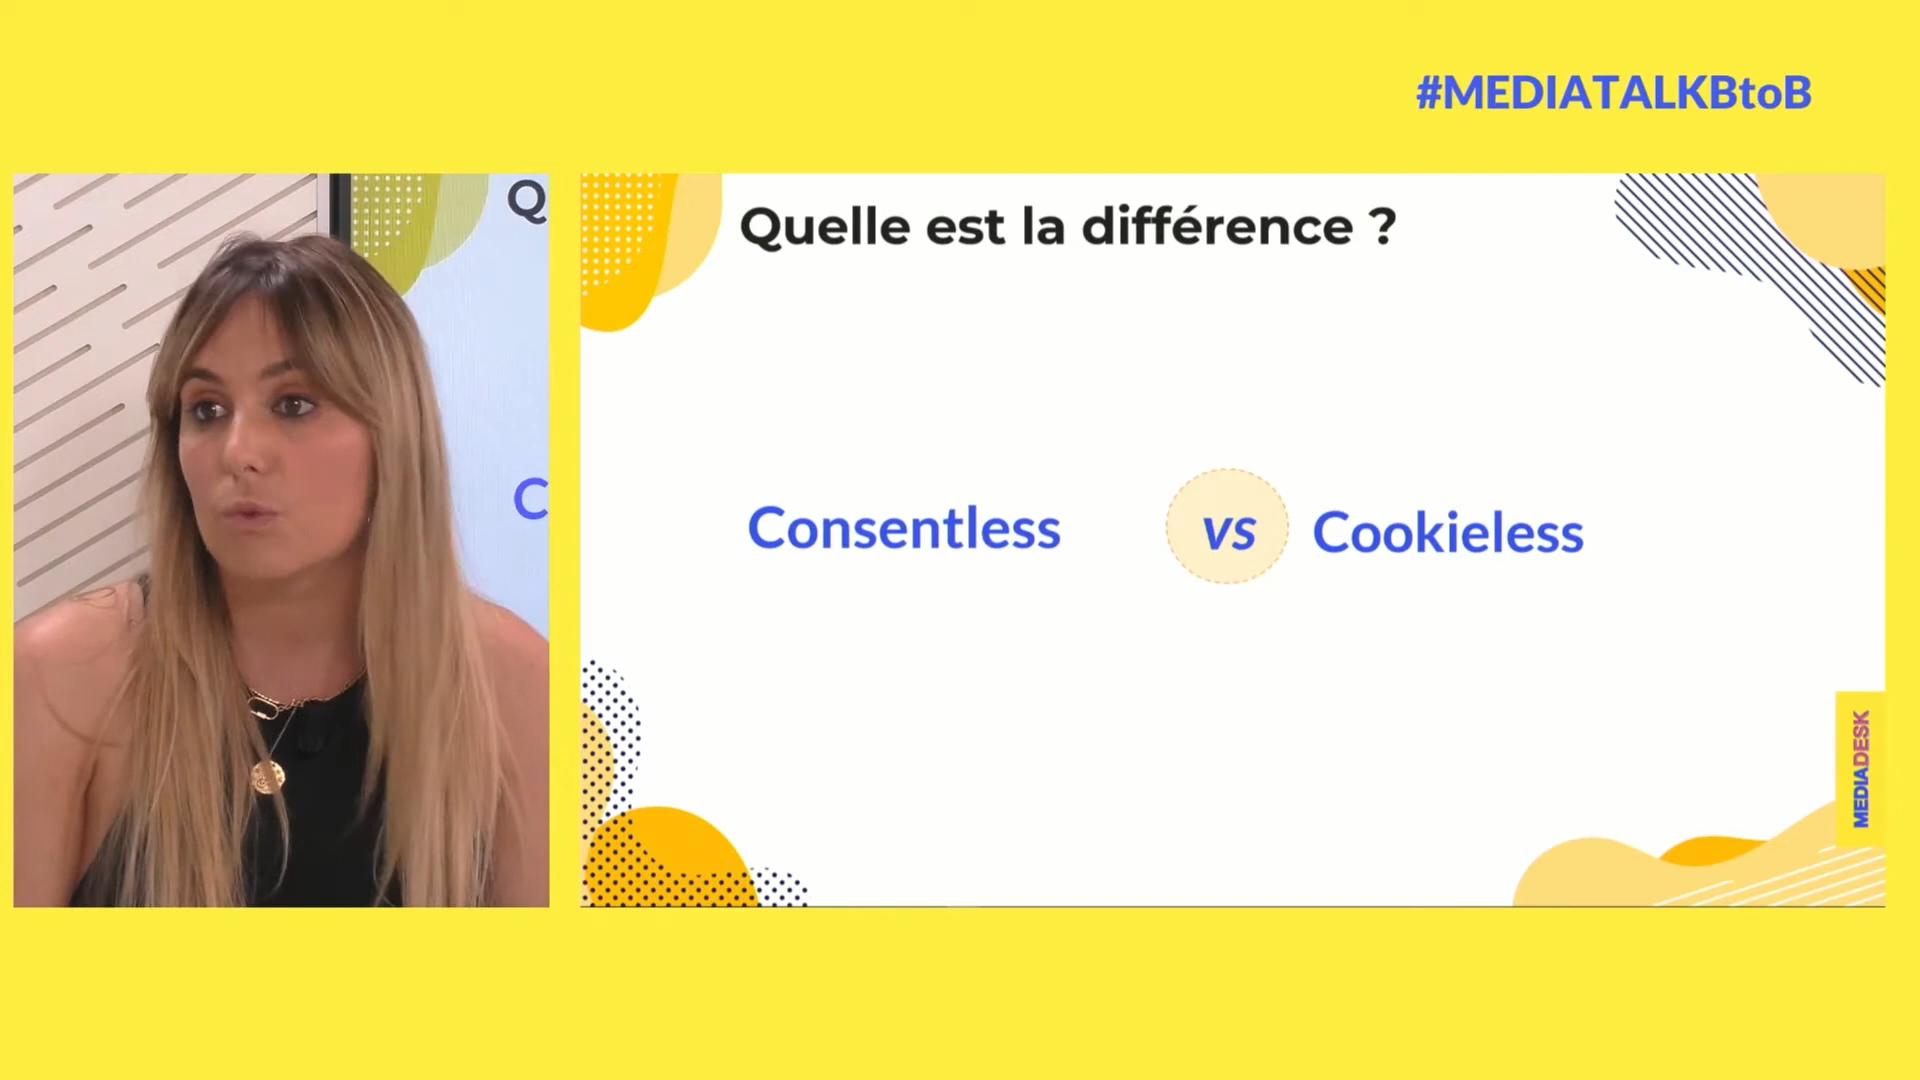 #MEDIATALKBtoB
Q
C
Quelle est la différence ?
Consentless
vs
Cookieless
MEDIADESK